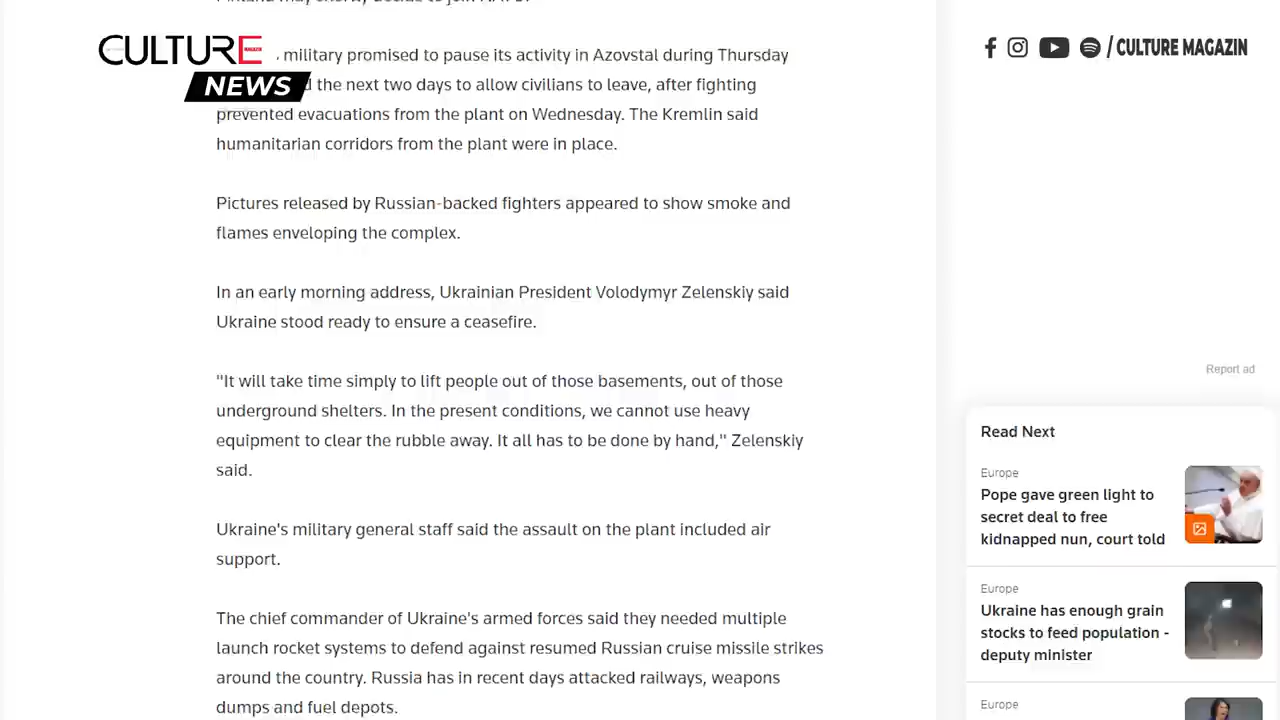 CULTURE
MAGAZIN
NEWS
/ CULTURE MAGAZIN
military promised to pause its activity in Azovstal during Thursday
the next two days to allow civilians to leave, after fighting
prevented evacuations from the plant on Wednesday. The Kremlin said
humanitarian corridors from the plant were in place.
Pictures released by Russian-backed fighters appeared to show smoke and
flames enveloping the complex.
In an early morning address, Ukrainian President Volodymyr Zelenskiy said
Ukraine stood ready to ensure a ceasefire.
"It will take time simply to lift people out of those basements, out of those
underground shelters. In the present conditions, we cannot use heavy
equipment to clear the rubble away. It all has to be done by hand," Zelenskiy
said.
Ukraine's military general staff said the assault on the plant included air
support.
The chief commander of Ukraine's armed forces said they needed multiple
launch rocket systems to defend against resumed Russian cruise missile strikes
around the country. Russia has in recent days attacked railways, weapons
dumps and fuel depots.
Report ad
Read Next
Europe
Pope gave green light to
secret deal to free
kidnapped nun, court told
Europe
Ukraine has enough grain
stocks to feed population -
deputy minister
Europe